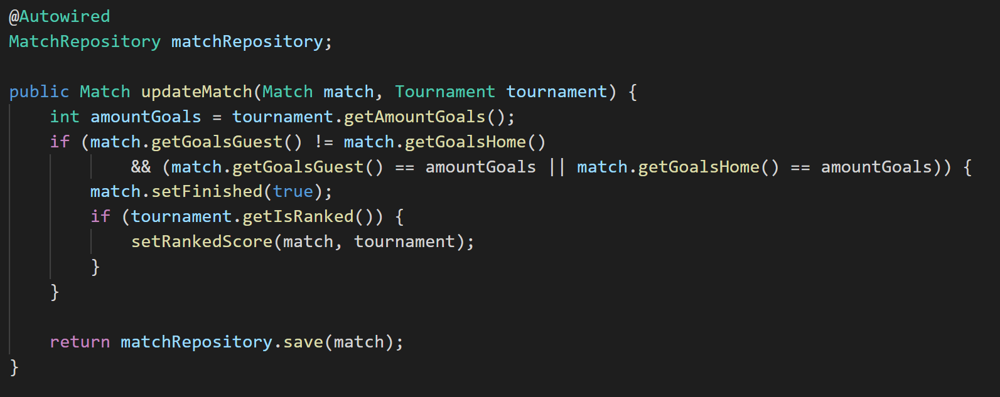 @Autowired
MatchRepository matchRepository;
public Match updateMatch(Match match, Tournament tournament) {
int amountGoals = tournament.getAmountGoals();
if (match.getGoalsGuest() != match.getGoalsHome()
&& (match.getGoalsGuest() == amountGoals || match.getGoalsHome() == amountGoals)) {
match.setFinished(true);
if (tournament.getIsRanked()) {
setRankedScore(match, tournament);
}
}
return matchRepository.save(match);
}